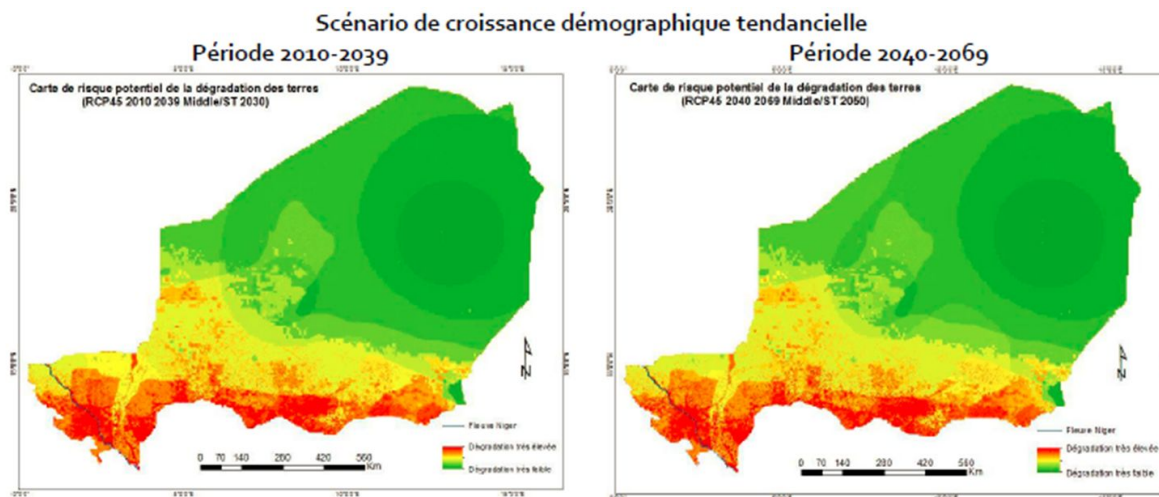 Scénario de croissance démographique tendancielle
Période 2010-2039
Période 2040-2069
Carte de risque potentiel de la dégradation des terres
(RCP45 2010 2039 Middle/ST 2030)
Fleuve Niger
Dégradation très élevée
Dégradation très faible
0 70 140 280 420 560
Km
Carte de risque potentiel de la dégradation des terres
(RCP45 2040 2069 Middle/ST 2050)
Fleuve Niger
Dégradation très élevée
Dégradation très faible
0 70 140 280 420 560
Km